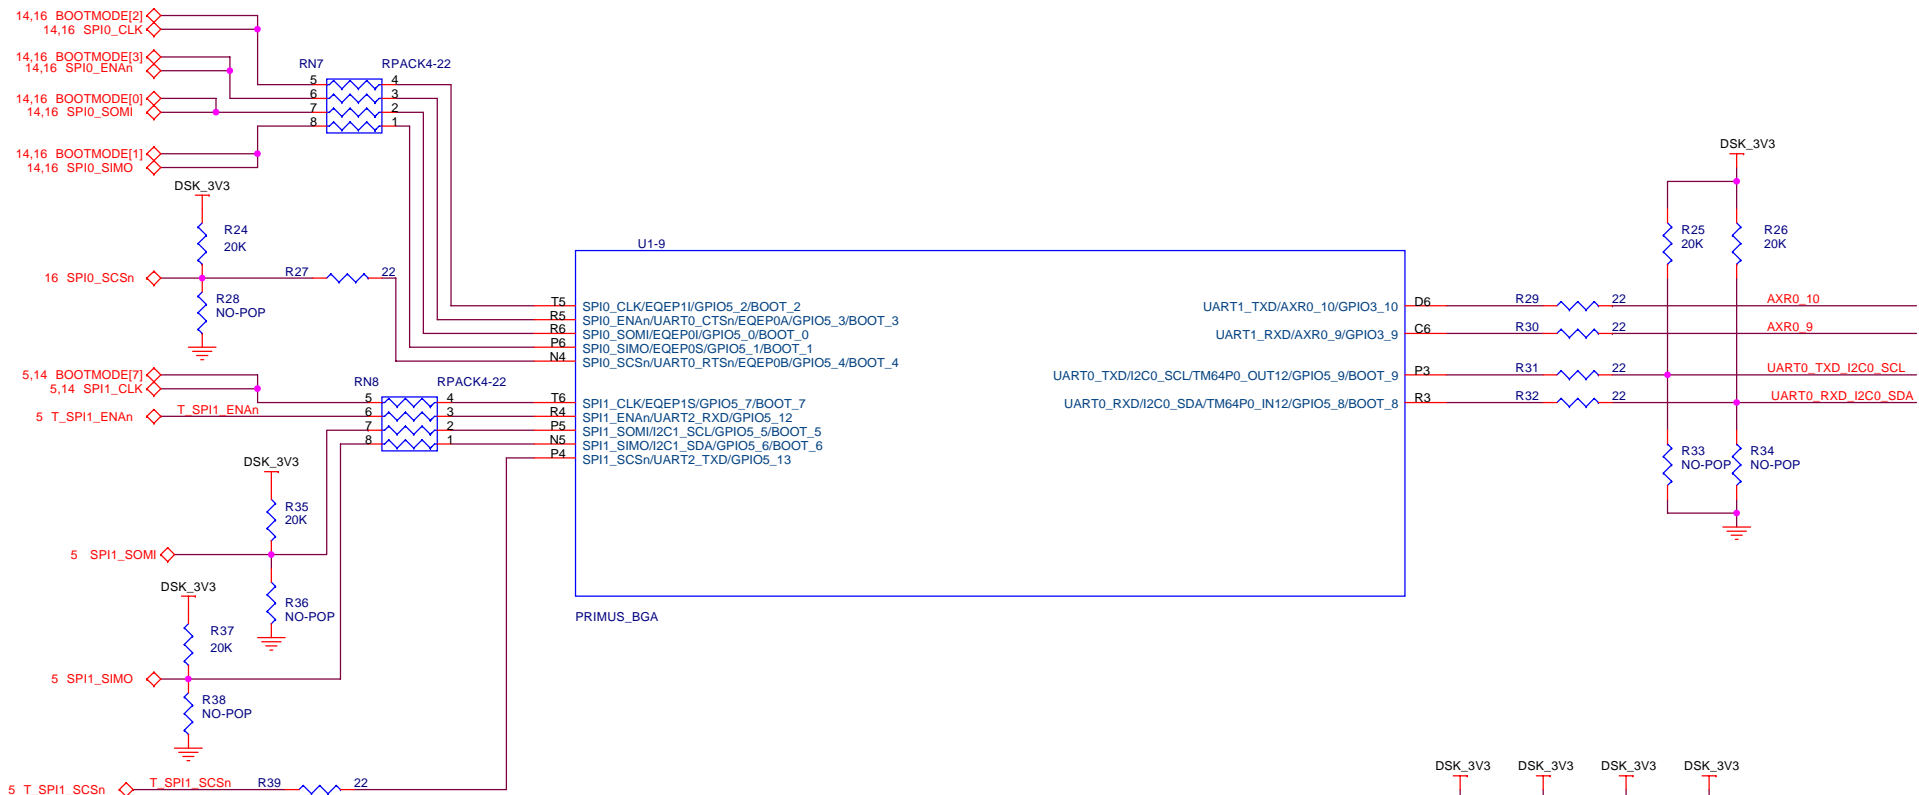 14,16 BOOTMODE[2]
14,16 SPI0_CLK
14,16 BOOTMODE[3]
14,16 SPI0_ENAn
14,16 BOOTMODE[0]
14,16 SPI0_SOMI
14,16 BOOTMODE[1]
14,16 SPI0_SIMO
RN7
RPACK4-22
5 4
6 3
7 2
8 1
DSK_3V3
R24
20K
16 SPI0_SCSn
R27 22
R28
NO-POP
5,14 BOOTMODE[7]
5,14 SPI1_CLK
5 T_SPI1_ENAn
T_SPI1_ENAn
RN8
RPACK4-22
5 4
6 3
7 2
8 1
DSK_3V3
R35
20K
5 SPI1_SOMI
R36
NO-POP
DSK_3V3
R37
20K
5 SPI1_SIMO
R38
NO-POP
5 T_SPI1_SCSn
T_SPI1_SCSn
R39 22
U1-9
T5 SPI0_CLK/EQEP1I/GPIO5_2/BOOT_2
R5 SPI0_ENAn/UART0_CTSn/EQEP0A/GPIO5_3/BOOT_3
R6 SPI0_SOMI/EQEP0I/GPIO5_0/BOOT_0
P6 SPI0_SIMO/EQEP0S/GPIO5_1/BOOT_1
N4 SPI0_SCSn/UART0_RTSn/EQEP0B/GPIO5_4/BOOT_4
T6 SPI1_CLK/EQEP1S/GPIO5_7/BOOT_7
R4 SPI1_ENAn/UART2_RXD/GPIO5_12
P5 SPI1_SOMI/I2C1_SCL/GPIO5_5/BOOT_5
N5 SPI1_SIMO/I2C1_SDA/GPIO5_6/BOOT_6
P4 SPI1_SCSn/UART2_TXD/GPIO5_13
UART1_TXD/AXR0_10/GPIO3_10 D6
UART1_RXD/AXR0_9/GPIO3_9 C6
UART0_TXD/I2C0_SCL/TM64P0_OUT12/GPIO5_9/BOOT_9 P3
UART0_RXD/I2C0_SDA/TM64P0_IN12/GPIO5_8/BOOT_8 R3
PRIMUS_BGA
DSK_3V3
R25
20K
R26
20K
R29 22 AXR0_10
R30 22 AXR0_9
R31 22 UART0_TXD_I2C0_SCL
R32 22 UART0_RXD_I2C0_SDA
R33
NO-POP
R34
NO-POP
DSK_3V3 DSK_3V3 DSK_3V3 DSK_3V3